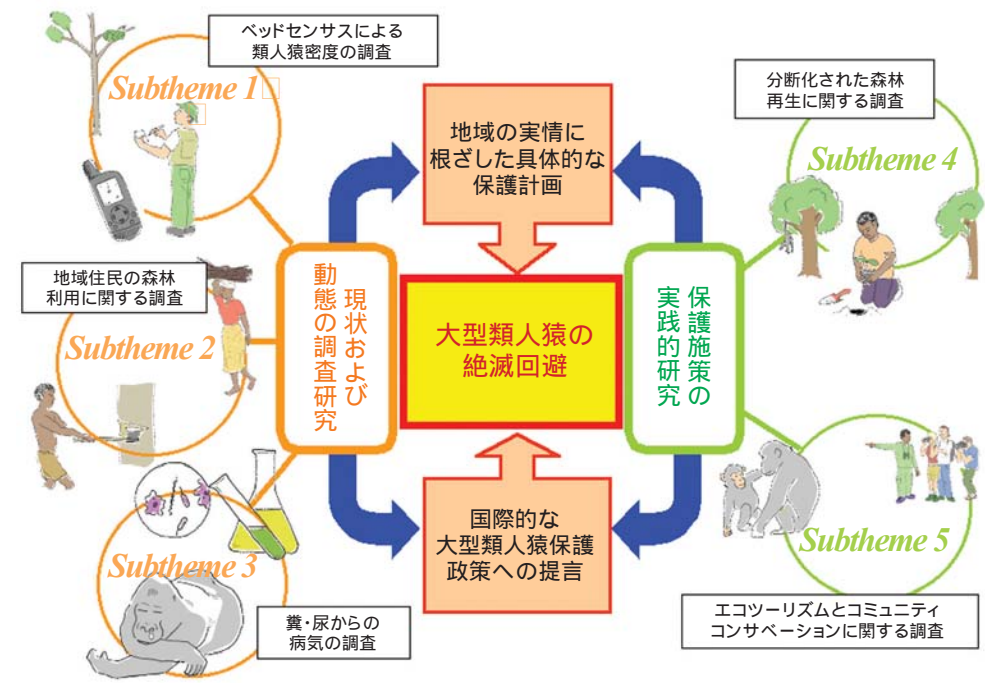 ベッドセンサスによる
類人猿密度の調査
Subtheme 1
地域住民の森林
利用に関する調査
Subtheme 2
Subtheme 3
糞・尿からの
病気の調査
現状および
動態の調査研究
地域の実情に
根ざした具体的な
保護計画
大型類人猿の
絶滅回避
国際的な
大型類人猿保護
政策への提言
保護施策の
実践的研究
分断化された森林
再生に関する調査
Subtheme 4
Subtheme 5
エコツーリズムとコミュニティ
コンサベーションに関する調査